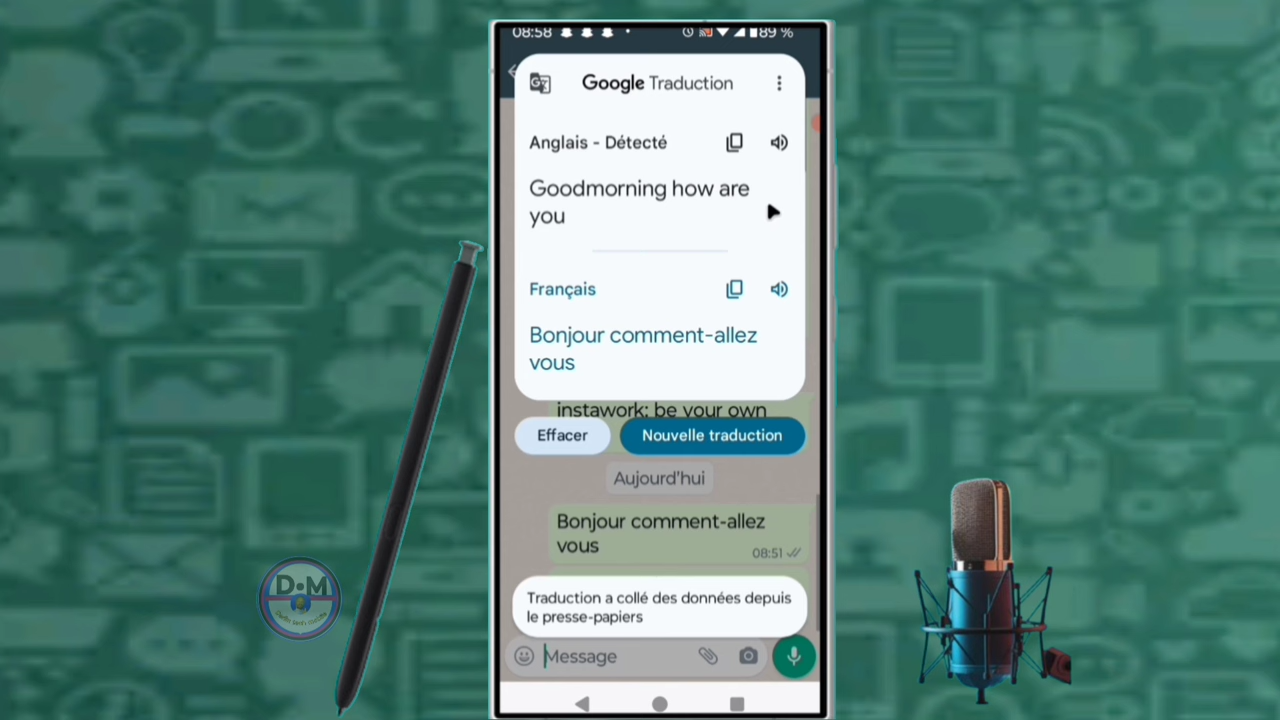 08:58
89 %
Google Traduction
Anglais - Détecté
Goodmorning how are
you
Français
Bonjour comment-allez
vous
instawork: be your own
Effacer
Nouvelle traduction
Aujourd'hui
Bonjour comment-allez
vous
08:51
Traduction a collé des données depuis
le presse-papiers
Message
D•M